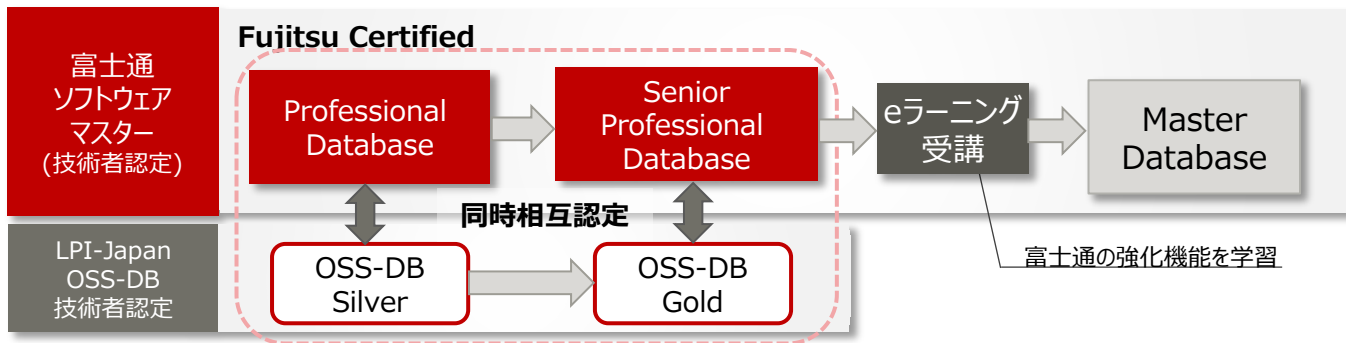 富士通
ソフトウェア
マスター
(技術者認定)
Fujitsu Certified
Professional
Database
Senior
Professional
Database
eラーニング
受講
Master
Database
同時相互認定
富士通の強化機能を学習
LPI-Japan
OSS-DB
技術者認定
OSS-DB
Silver
OSS-DB
Gold